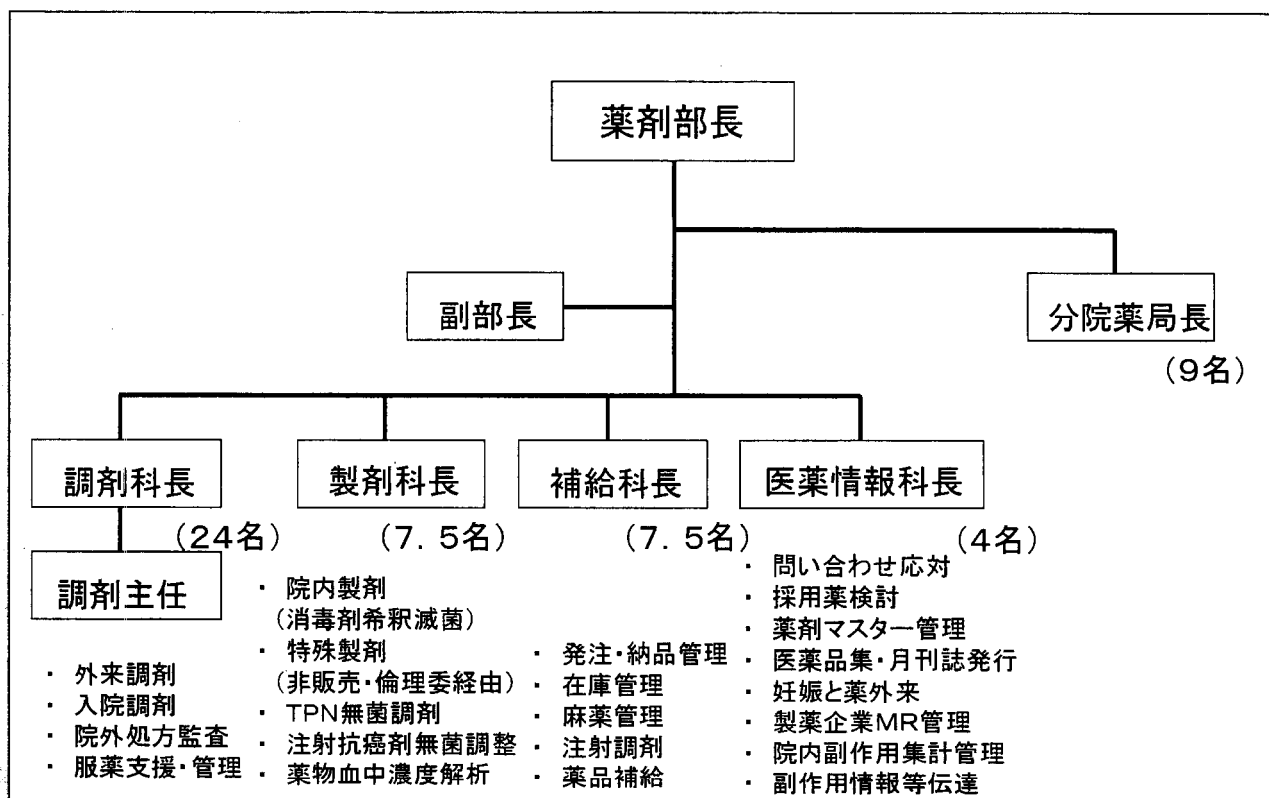 薬剤部長
副部長
分院薬局長
(9名)
調剤科長
(24名)
調剤主任
・ 外来調剤
・ 入院調剤
・ 院外処方監査
・ 服薬支援・管理
製剤科長
(7. 5名)
・ 院内製剤
(消毒剤希釈滅菌)
・ 特殊製剤
(非販売・倫理委経由)
・ TPN無菌調剤
・ 注射抗癌剤無菌調整
・ 薬物血中濃度解析
補給科長
(7. 5名)
・ 発注・納品管理
・ 在庫管理
・ 麻薬管理
・ 注射調剤
・ 薬品補給
医薬情報科長
(4名)
・ 問い合わせ応対
・ 採用薬検討
・ 薬剤マスター管理
・ 医薬品集・月刊誌発行
・ 妊娠と薬外来
・ 製薬企業MR管理
・ 院内副作用集計管理
・ 副作用情報等伝達